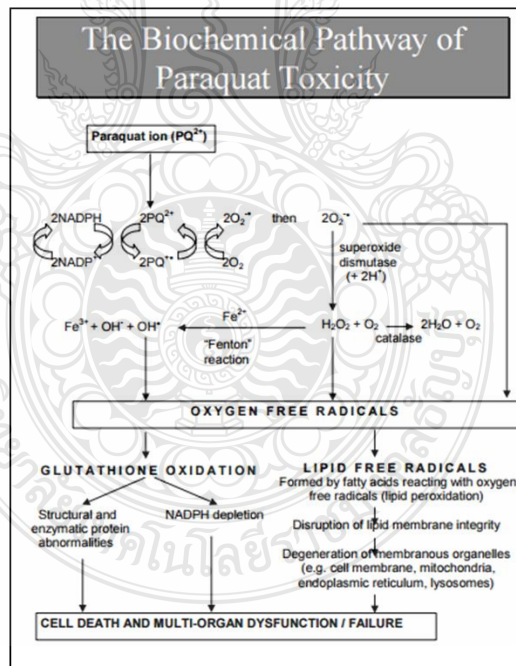 The Biochemical Pathway of
Paraquat Toxicity
Paraquat ion (PQ²⁺)
2NADPH 2PQ²⁺ 2O₂⁻• then 2O₂⁻•
2NADP⁺ 2PQ⁺• 2O₂
superoxide
dismutase
(+ 2H⁺)
Fe³⁺ + OH⁻ + OH• Fe²⁺ H₂O₂ + O₂ 2H₂O + O₂
"Fenton" catalase
reaction
OXYGEN FREE RADICALS
GLUTATHIONE OXIDATION
Structural and
enzymatic protein
abnormalities
NADPH depletion
LIPID FREE RADICALS
Formed by fatty acids reacting with oxygen
free radicals (lipid peroxidation)
Disruption of lipid membrane integrity
Degeneration of membranous organelles
(e.g. cell membrane, mitochondria,
endoplasmic reticulum, lysosomes)
CELL DEATH AND MULTI-ORGAN DYSFUNCTION / FAILURE